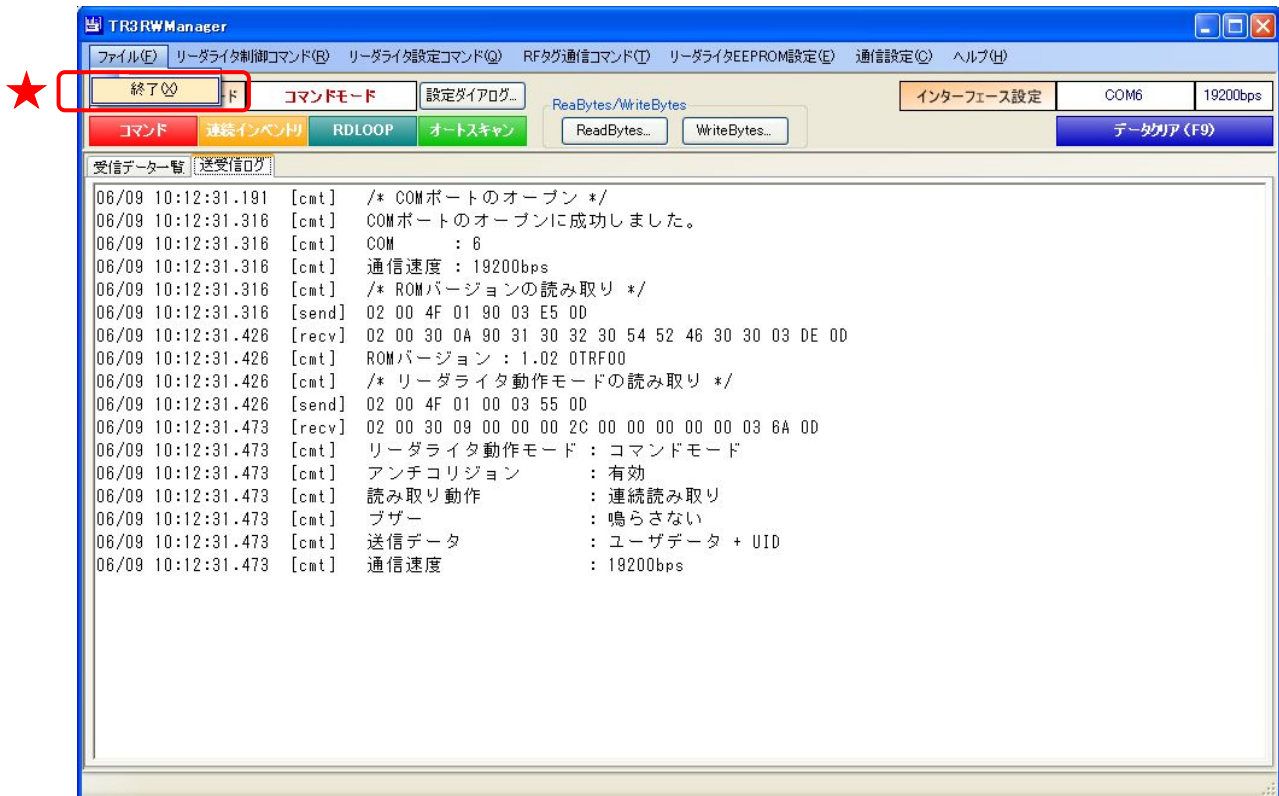 TR3RWManager
ファイル(F) リーダライタ制御コマンド(R) リーダライタ設定コマンド(Q) RFタグ通信コマンド(T) リーダライタEEPROM設定(E) 通信設定(C) ヘルプ(H)
終了(X)
ド コマンドモード 設定ダイアログ... ReaBytes/WriteBytes インターフェース設定 COM6 19200bps
コマンド 連続インベントリ RDLOOP オートスキャン ReadBytes... WriteBytes... データクリア(F9)
受信データ一覧 送受信ログ
06/09 10:12:31.191 [cmt] /* COMポートのオープン */
06/09 10:12:31.316 [cmt] COMポートのオープンに成功しました。
06/09 10:12:31.316 [cmt] COM : 6
06/09 10:12:31.316 [cmt] 通信速度 : 19200bps
06/09 10:12:31.316 [cmt] /* ROMバージョンの読み取り */
06/09 10:12:31.316 [send] 02 00 4F 01 90 03 E5 0D
06/09 10:12:31.426 [recv] 02 00 30 0A 90 31 30 32 30 54 52 46 30 30 03 DE 0D
06/09 10:12:31.426 [cmt] ROMバージョン : 1.02 0TRF00
06/09 10:12:31.426 [cmt] /* リーダライタ動作モードの読み取り */
06/09 10:12:31.426 [send] 02 00 4F 01 00 03 55 0D
06/09 10:12:31.473 [recv] 02 00 30 09 00 00 00 2C 00 00 00 00 00 03 6A 0D
06/09 10:12:31.473 [cmt] リーダライタ動作モード : コマンドモード
06/09 10:12:31.473 [cmt] アンチコリジョン : 有効
06/09 10:12:31.473 [cmt] 読み取り動作 : 連続読み取り
06/09 10:12:31.473 [cmt] ブザー : 鳴らさない
06/09 10:12:31.473 [cmt] 送信データ : ユーザデータ + UID
06/09 10:12:31.473 [cmt] 通信速度 : 19200bps